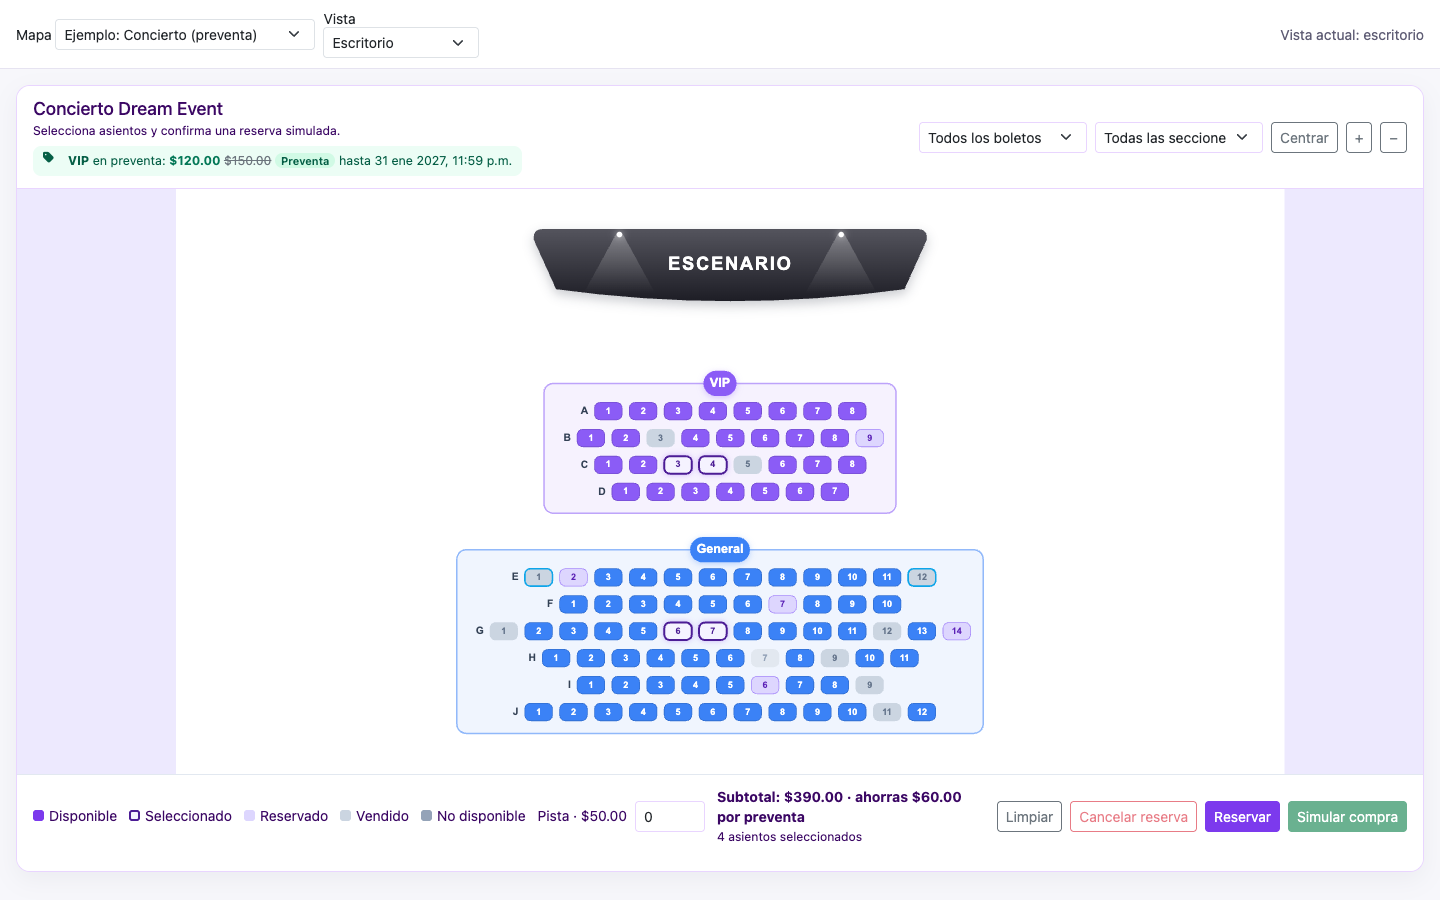 Mapa
Ejemplo: Concierto (preventa)
Vista
Escritorio
Vista actual: escritorio
Concierto Dream Event
Selecciona asientos y confirma una reserva simulada.
VIP en preventa: $120.00 $150.00 Preventa hasta 31 ene 2027, 11:59 p.m.
Todos los boletos
Todas las seccione
Centrar
+
−
ESCENARIO
VIP
A 1 2 3 4 5 6 7 8
B 1 2 3 4 5 6 7 8 9
C 1 2 3 4 5 6 7 8
D 1 2 3 4 5 6 7
General
E 1 2 3 4 5 6 7 8 9 10 11 12
F 1 2 3 4 5 6 7 8 9 10
G 1 2 3 4 5 6 7 8 9 10 11 12 13 14
H 1 2 3 4 5 6 7 8 9 10 11
I 1 2 3 4 5 6 7 8 9
J 1 2 3 4 5 6 7 8 9 10 11 12
Disponible
Seleccionado
Reservado
Vendido
No disponible
Pista · $50.00
0
Subtotal: $390.00 · ahorras $60.00
por preventa
4 asientos seleccionados
Limpiar
Cancelar reserva
Reservar
Simular compra